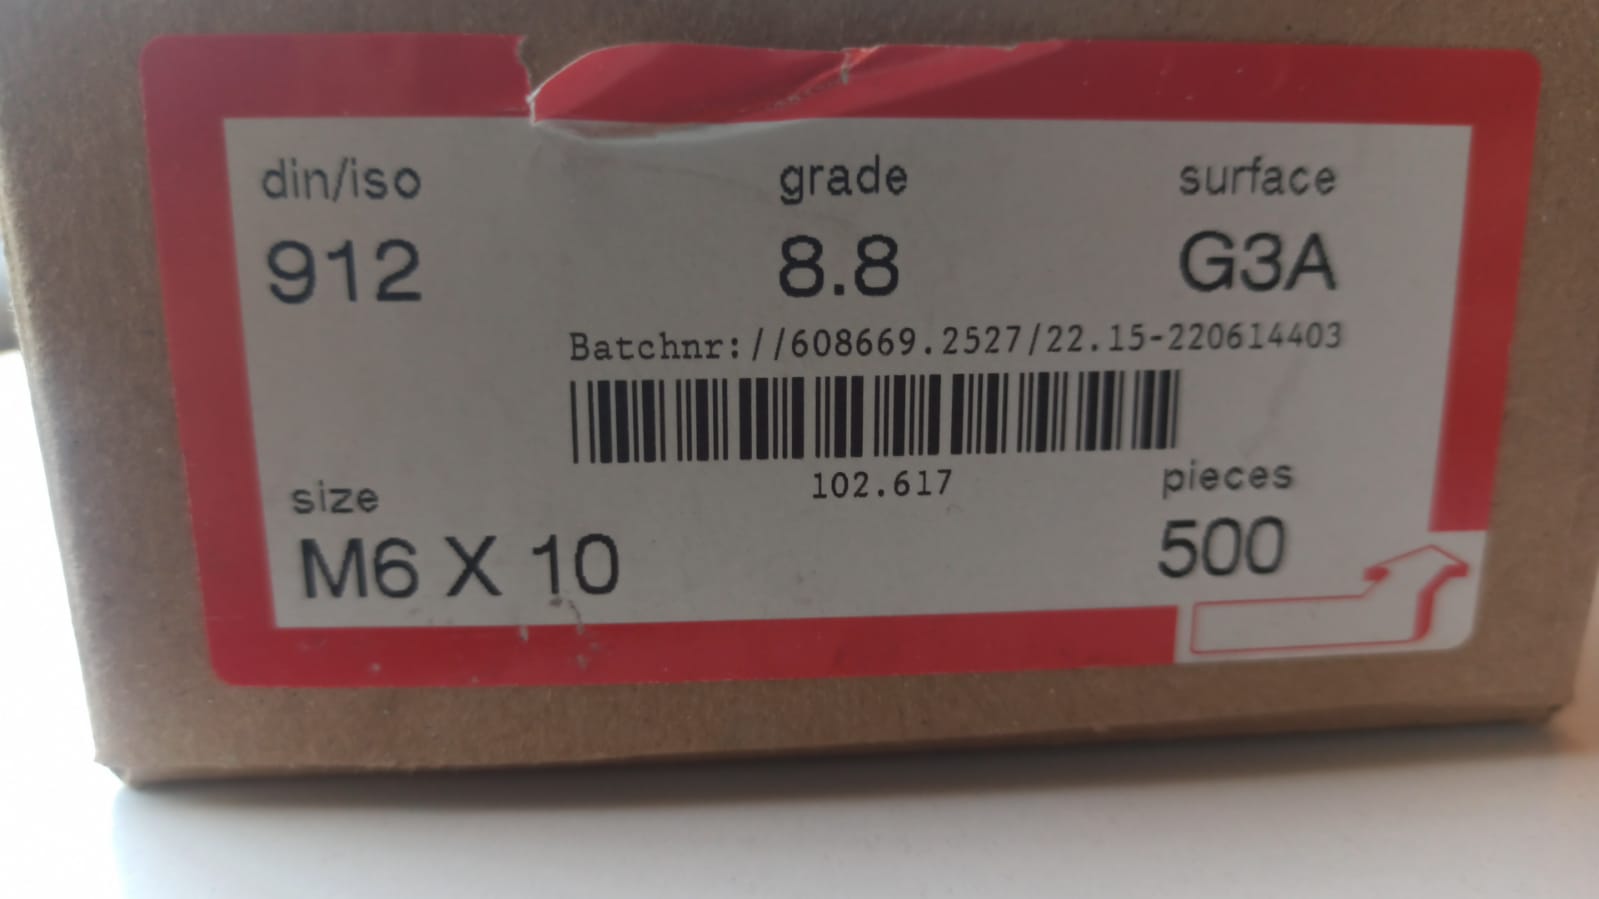 din/iso grade surface
912 8.8 G3A
Batchnr://608669.2527/22.15-220614403
102.617
size pieces
M6 X 10 500